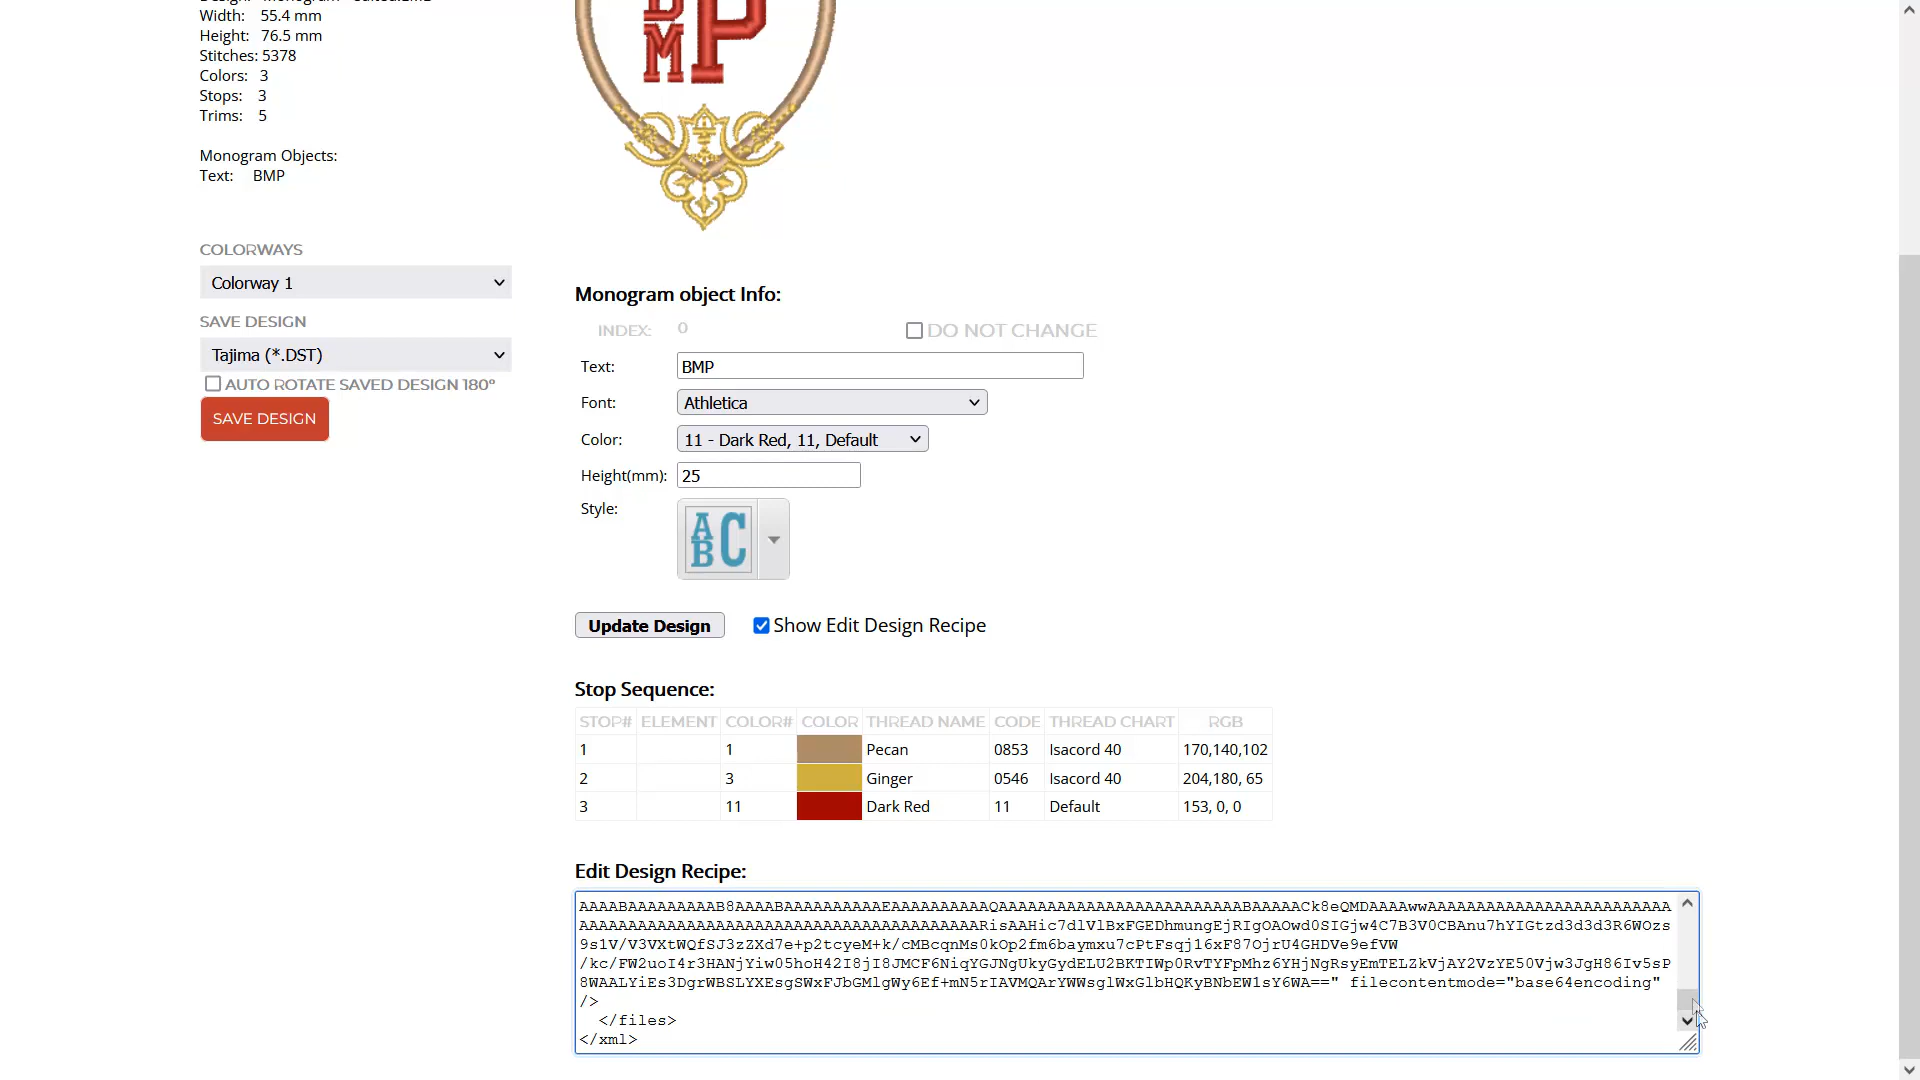 Width: 55.4 mm
Height: 76.5 mm
Stitches: 5378
Colors: 3
Stops: 3
Trims: 5
Monogram Objects:
Text: BMP
COLORWAYS
Colorway 1
SAVE DESIGN
Tajima (*.DST)
AUTO ROTATE SAVED DESIGN 180°
SAVE DESIGN
M P
Monogram object Info:
INDEX: 0 DO NOT CHANGE
Text: BMP
Font: Athletica
Color: 11 - Dark Red, 11, Default
Height(mm): 25
Style: A B C
Update Design Show Edit Design Recipe
Stop Sequence:
STOP# ELEMENT COLOR# COLOR THREAD NAME CODE THREAD CHART RGB
1 1 Pecan 0853 Isacord 40 170,140,102
2 3 Ginger 0546 Isacord 40 204,180, 65
3 11 Dark Red 11 Default 153, 0, 0
Edit Design Recipe:
8WAALYiEs3DgrWBSLYXEsgSWxFJbGMlgWy6Ef+mN5rIAVMQArYWWsglWxGlbHQKyBNbEW1sY6WA==" filecontentmode="base64encoding"
/>
</files>
</xml>